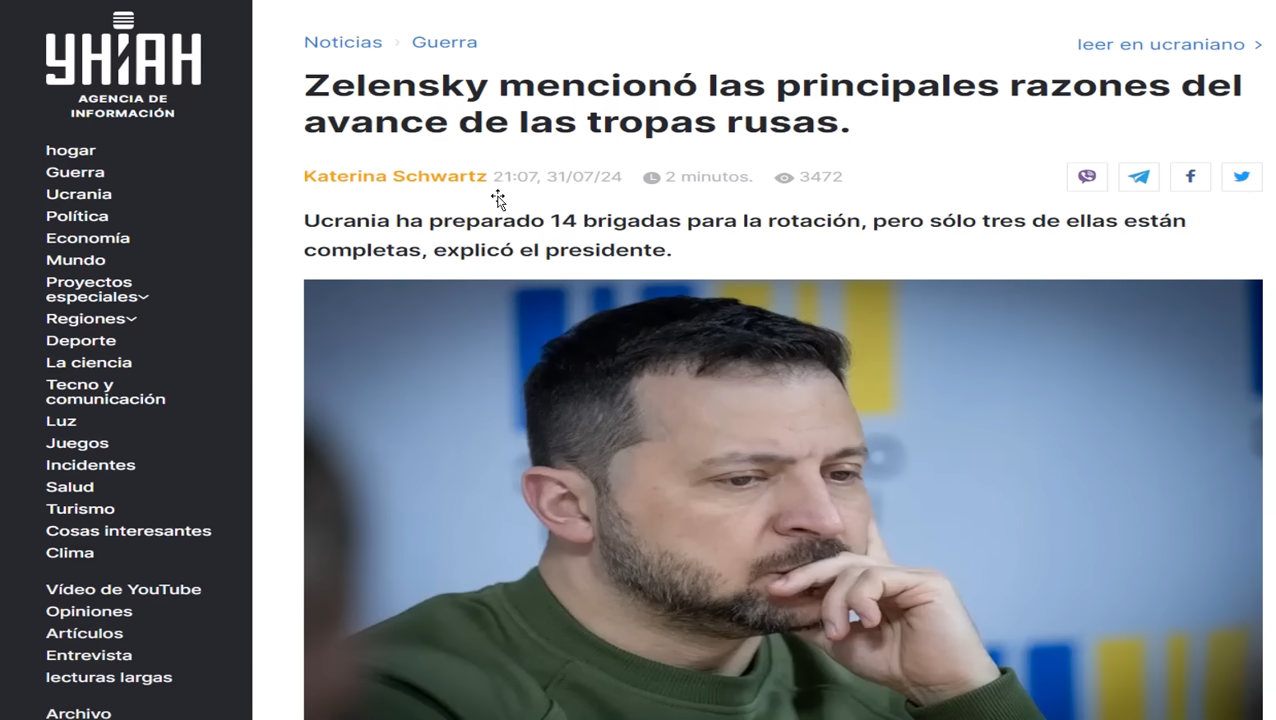 УНІАН
AGENCIA DE
INFORMACIÓN
hogar
Guerra
Ucrania
Política
Economía
Mundo
Proyectos
especiales
Regiones
Deporte
La ciencia
Tecno y
comunicación
Luz
Juegos
Incidentes
Salud
Turismo
Cosas interesantes
Clima
Vídeo de YouTube
Opiniones
Artículos
Entrevista
lecturas largas
Archivo
Noticias › Guerra
leer en ucraniano >
Zelensky mencionó las principales razones del
avance de las tropas rusas.
Katerina Schwartz 21:07, 31/07/24 2 minutos. 3472
Ucrania ha preparado 14 brigadas para la rotación, pero sólo tres de ellas están
completas, explicó el presidente.